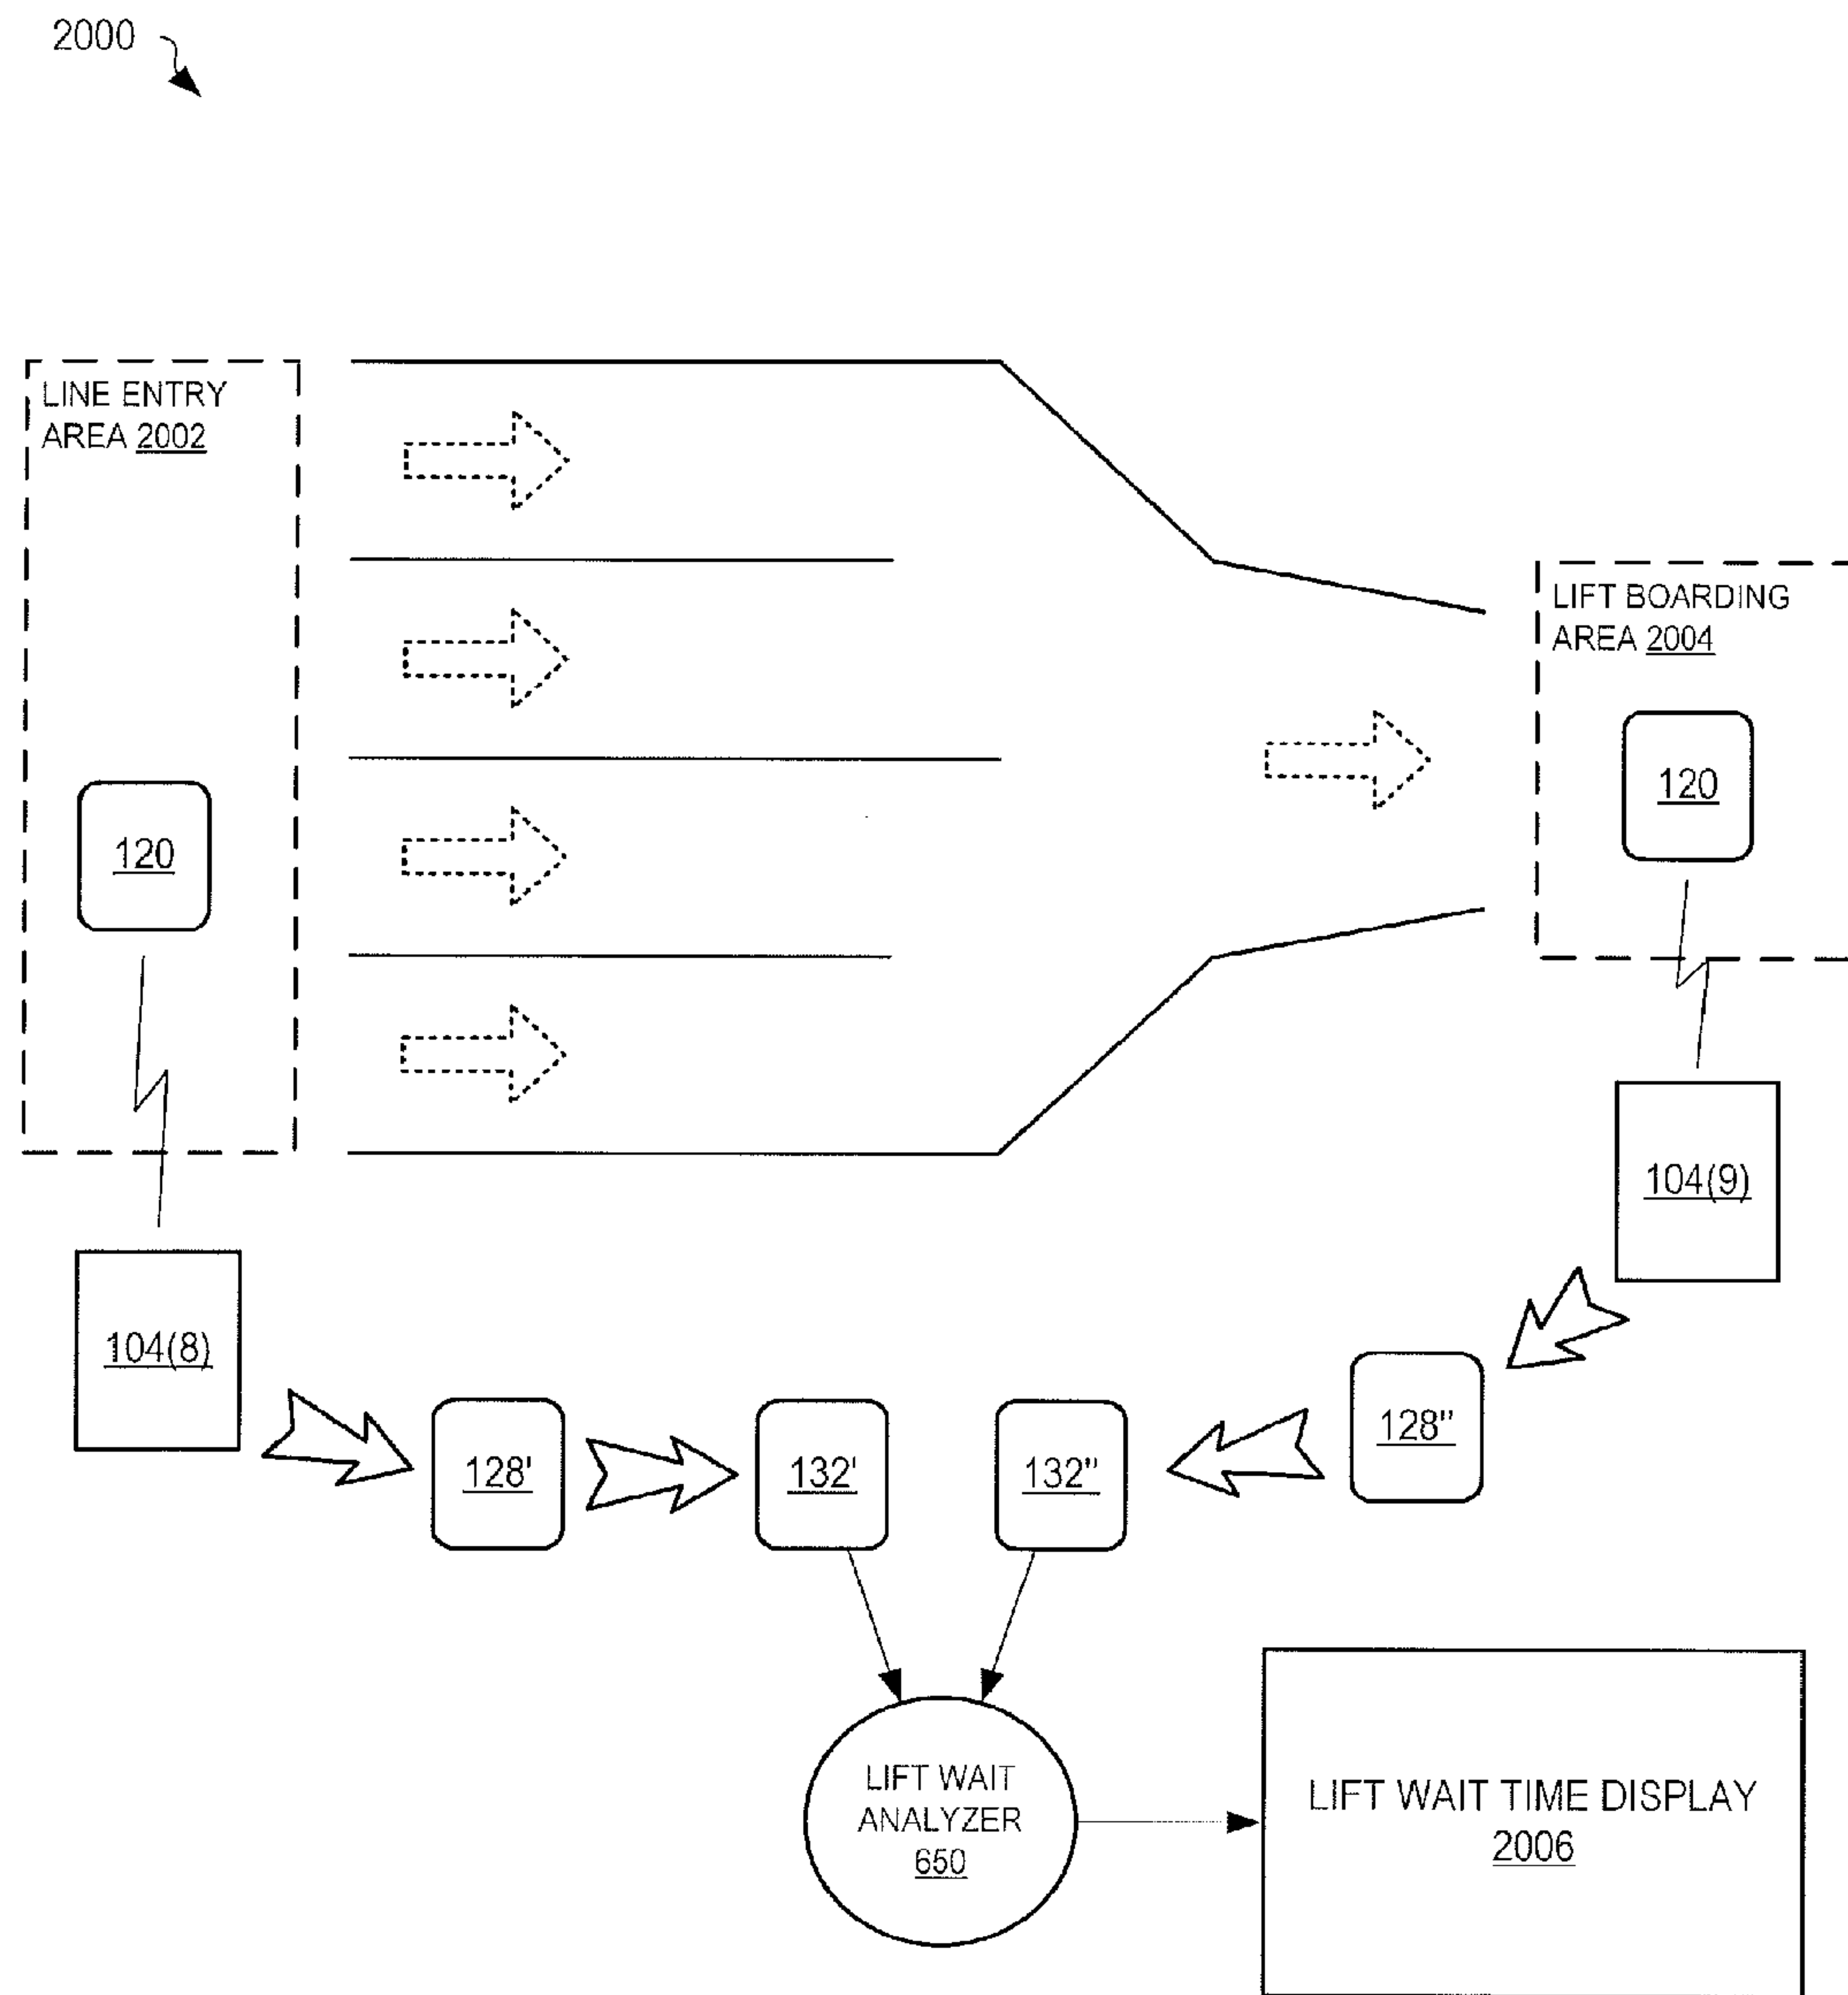 2000
LINE ENTRY
AREA 2002
LIFT BOARDING
AREA 2004
120
120
104(9)
104(8)
128'
132'
132"
128"
LIFT WAIT
ANALYZER
650
LIFT WAIT TIME DISPLAY
2006